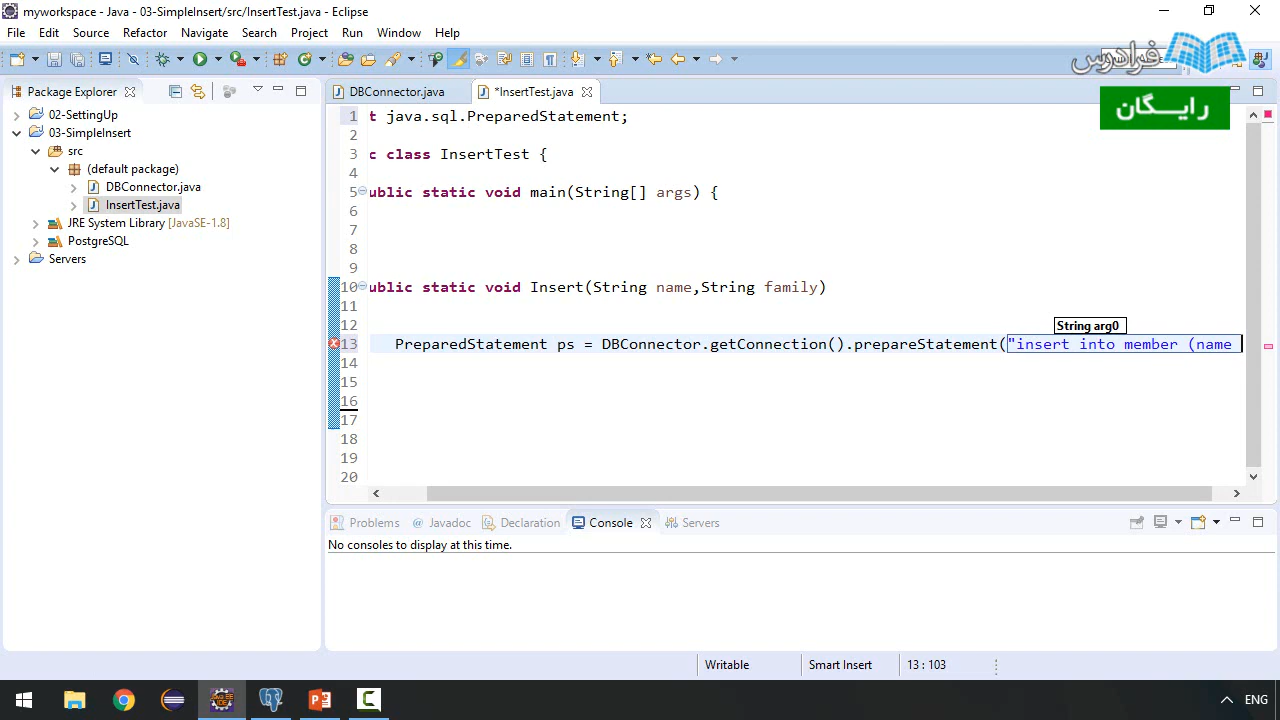 myworkspace - Java - 03-SimpleInsert/src/InsertTest.java - Eclipse
File Edit Source Refactor Navigate Search Project Run Window Help
فرادرس
رایگان
Package Explorer
02-SettingUp
03-SimpleInsert
src
(default package)
DBConnector.java
InsertTest.java
JRE System Library [JavaSE-1.8]
PostgreSQL
Servers
DBConnector.java *InsertTest.java
1 t java.sql.PreparedStatement;
2
3 c class InsertTest {
4
5 ublic static void main(String[] args) {
6
7
8
9
10 ublic static void Insert(String name,String family)
11
12
String arg0
13 PreparedStatement ps = DBConnector.getConnection().prepareStatement("insert into member (name
14
15
16
17
18
19
20
Problems @ Javadoc Declaration Console Servers
No consoles to display at this time.
Writable Smart Insert 13 : 103
ENG